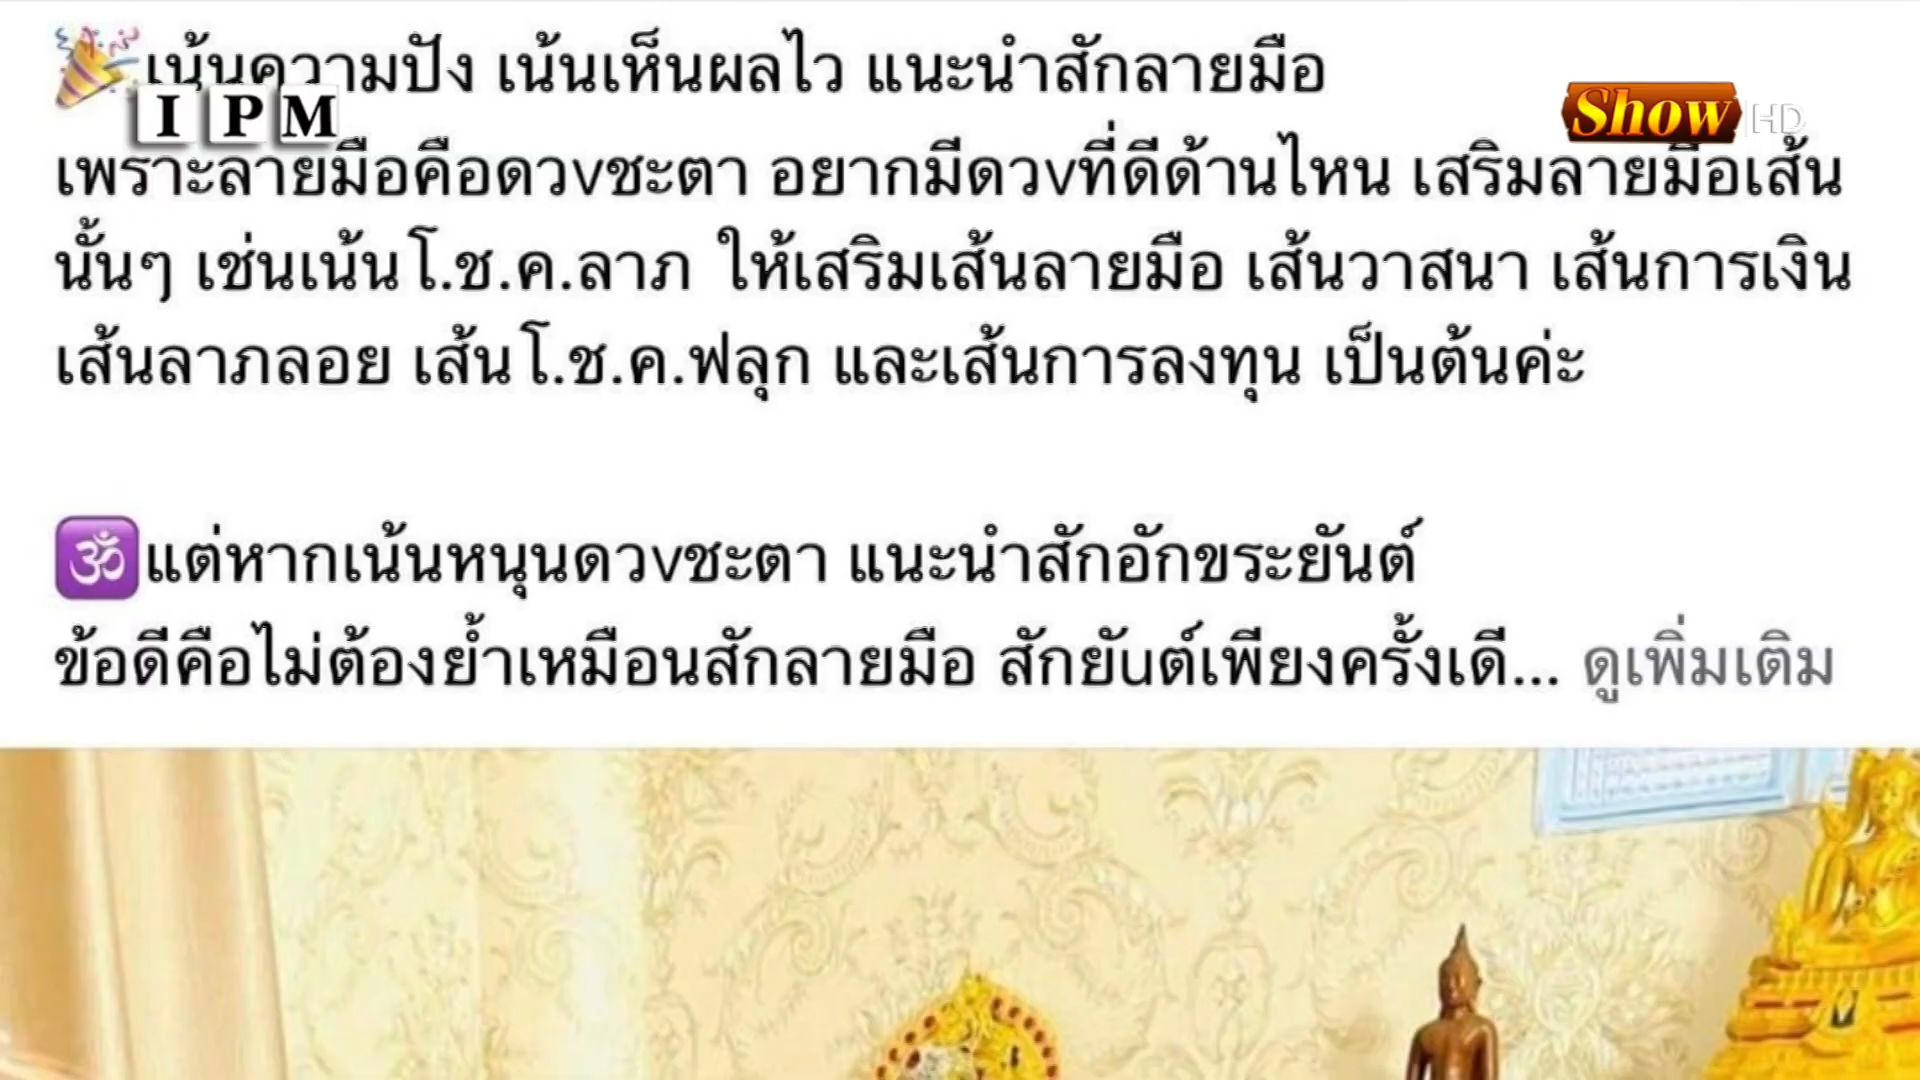 🎉เน้นความปัง เน้นเห็นผลไว แนะนำสักลายมือ
IPM
Show HD
เพราะลายมือคือดวvชะตา อยากมีดวvที่ดีด้านไหน เสริมลายมือเส้น
นั้นๆ เช่นเน้นโ.ช.ค.ลาภ ให้เสริมเส้นลายมือ เส้นวาสนา เส้นการเงิน
เส้นลาภลอย เส้นโ.ช.ค.ฟลุก และเส้นการลงทุน เป็นต้นค่ะ
🕉แต่หากเน้นหนุนดวvชะตา แนะนำสักอักขระยันต์
ข้อดีคือไม่ต้องย้ำเหมือนสักลายมือ สักยัuต์เพียงครั้งเดี... ดูเพิ่มเติม